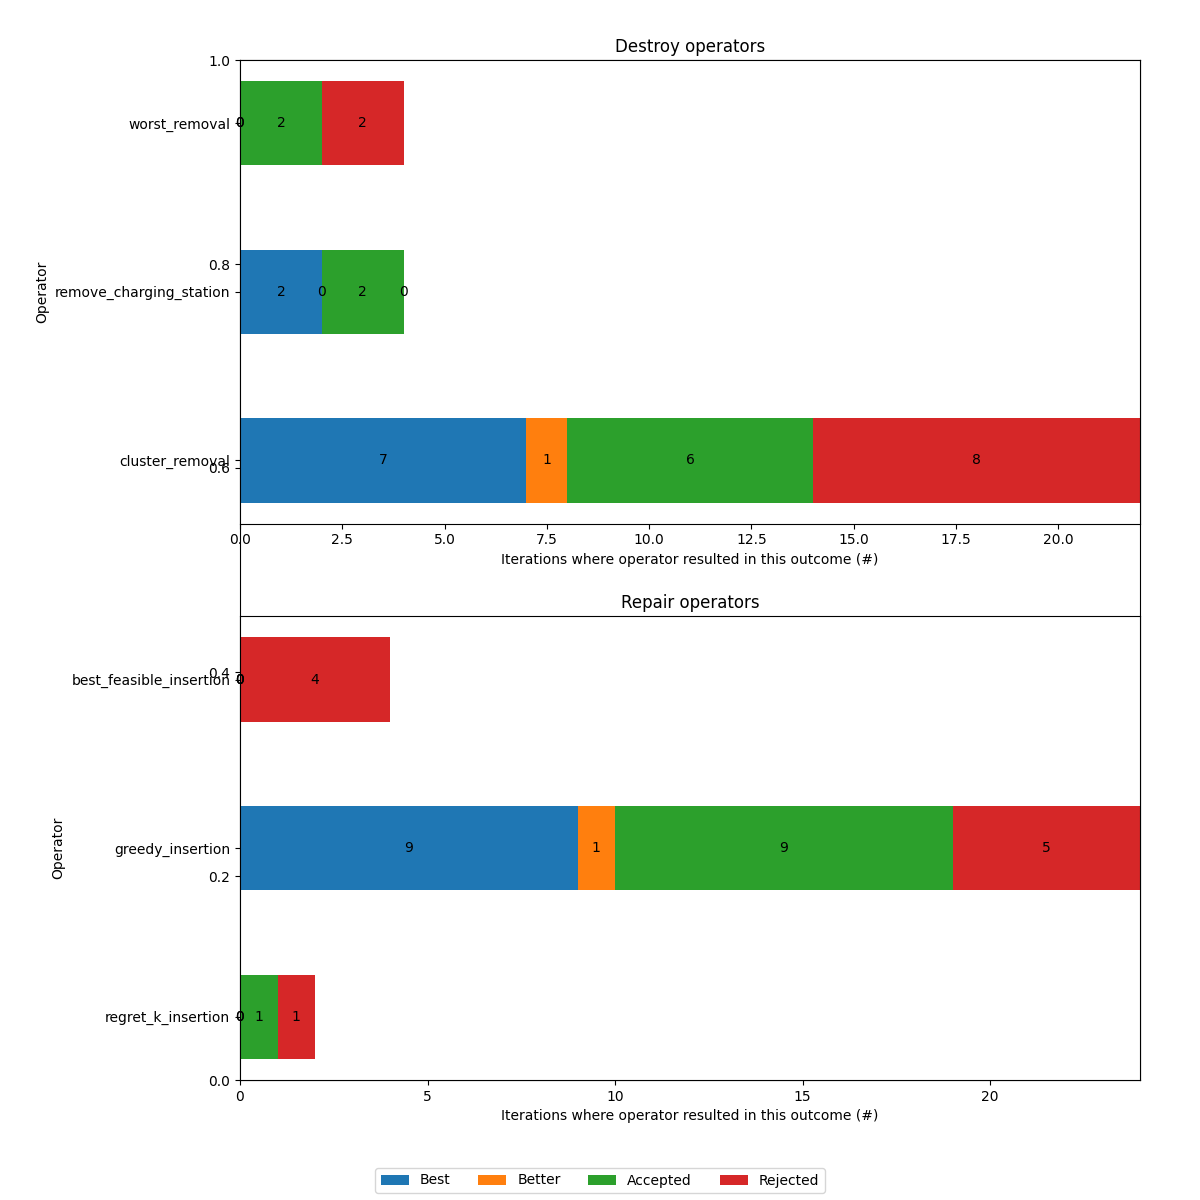 Destroy operators
1.0
worst_removal 0 2 2
0.8
remove_charging_station 2 0 2 0
Operator
cluster_removal 7 1 6 8
0.6
0.0 2.5 5.0 7.5 10.0 12.5 15.0 17.5 20.0
Iterations where operator resulted in this outcome (#)
Repair operators
0.4
best_feasible_insertion 0 4
Operator
greedy_insertion 9 1 9 5
0.2
regret_k_insertion 0 1 1
0.0
0 5 10 15 20
Iterations where operator resulted in this outcome (#)
Best Better Accepted Rejected